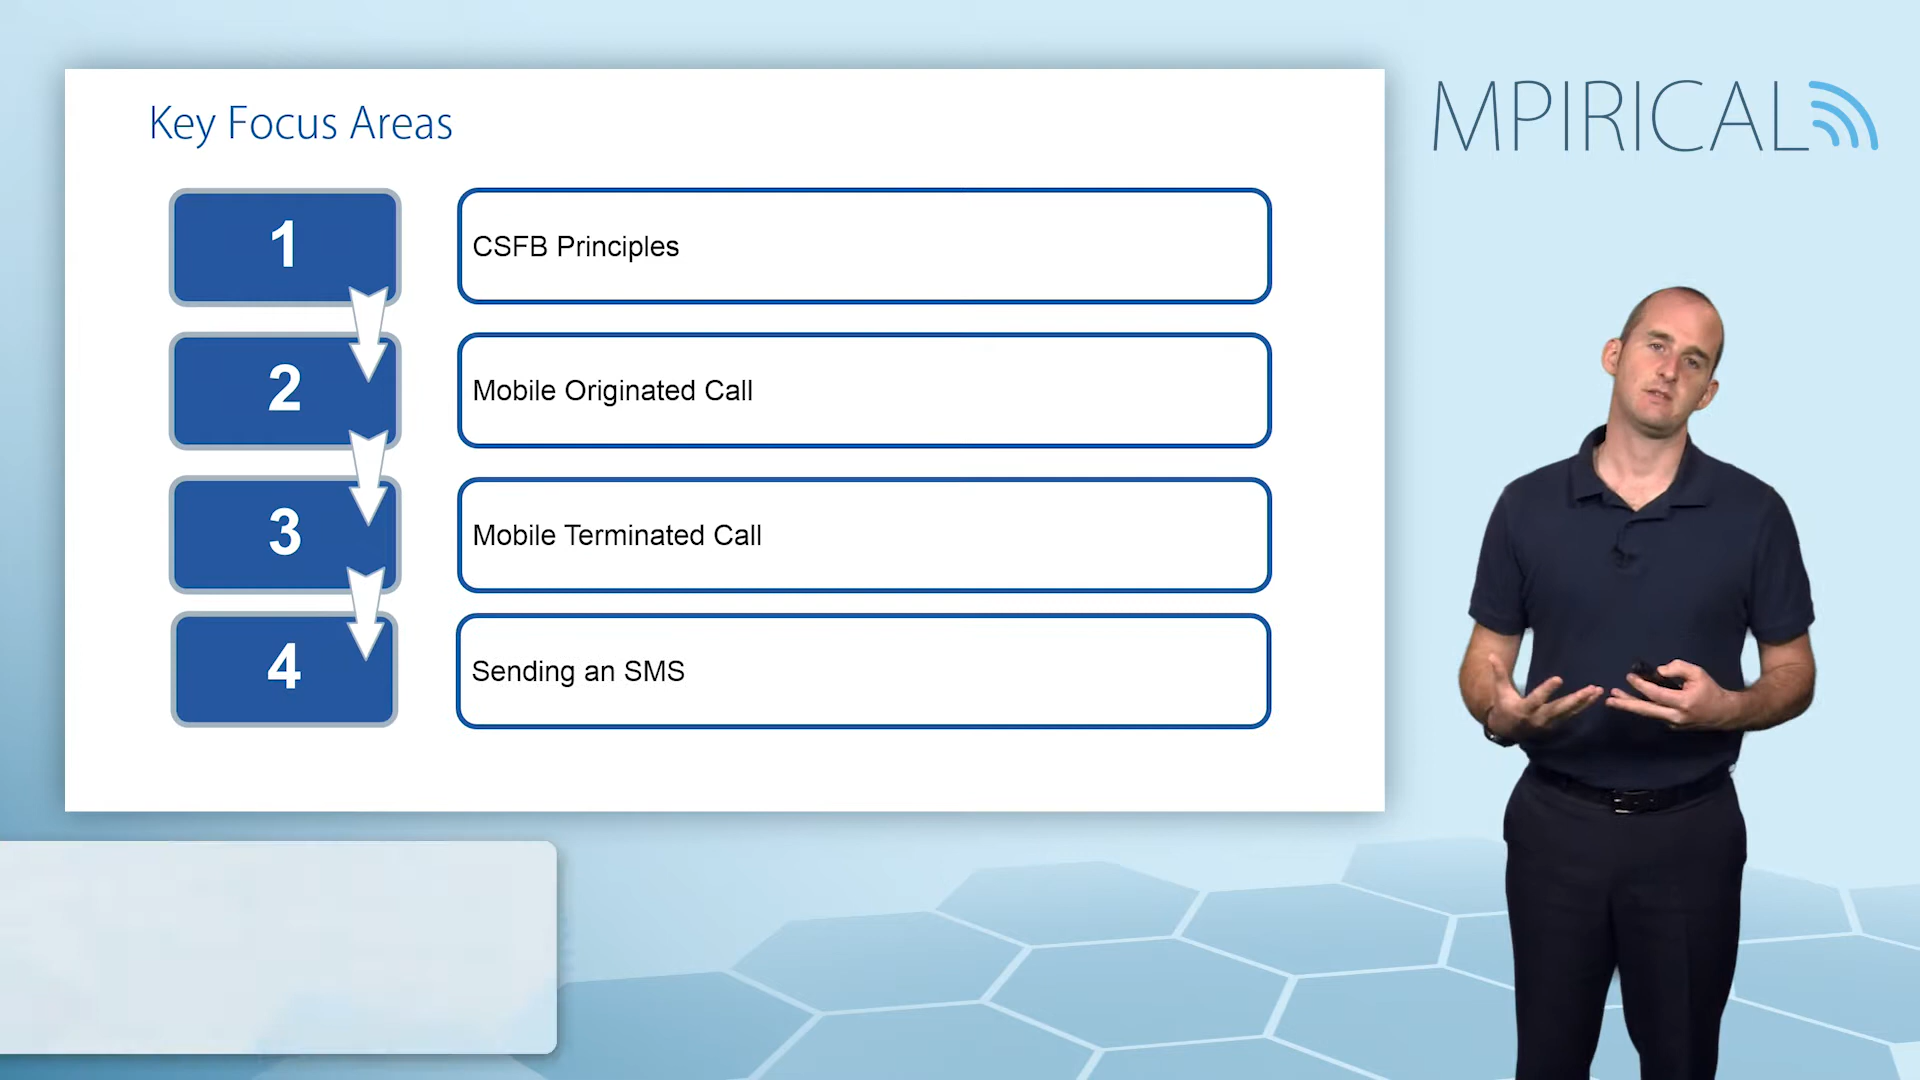 Key Focus Areas
MPIRICAL
1
CSFB Principles
2
Mobile Originated Call
3
Mobile Terminated Call
4
Sending an SMS